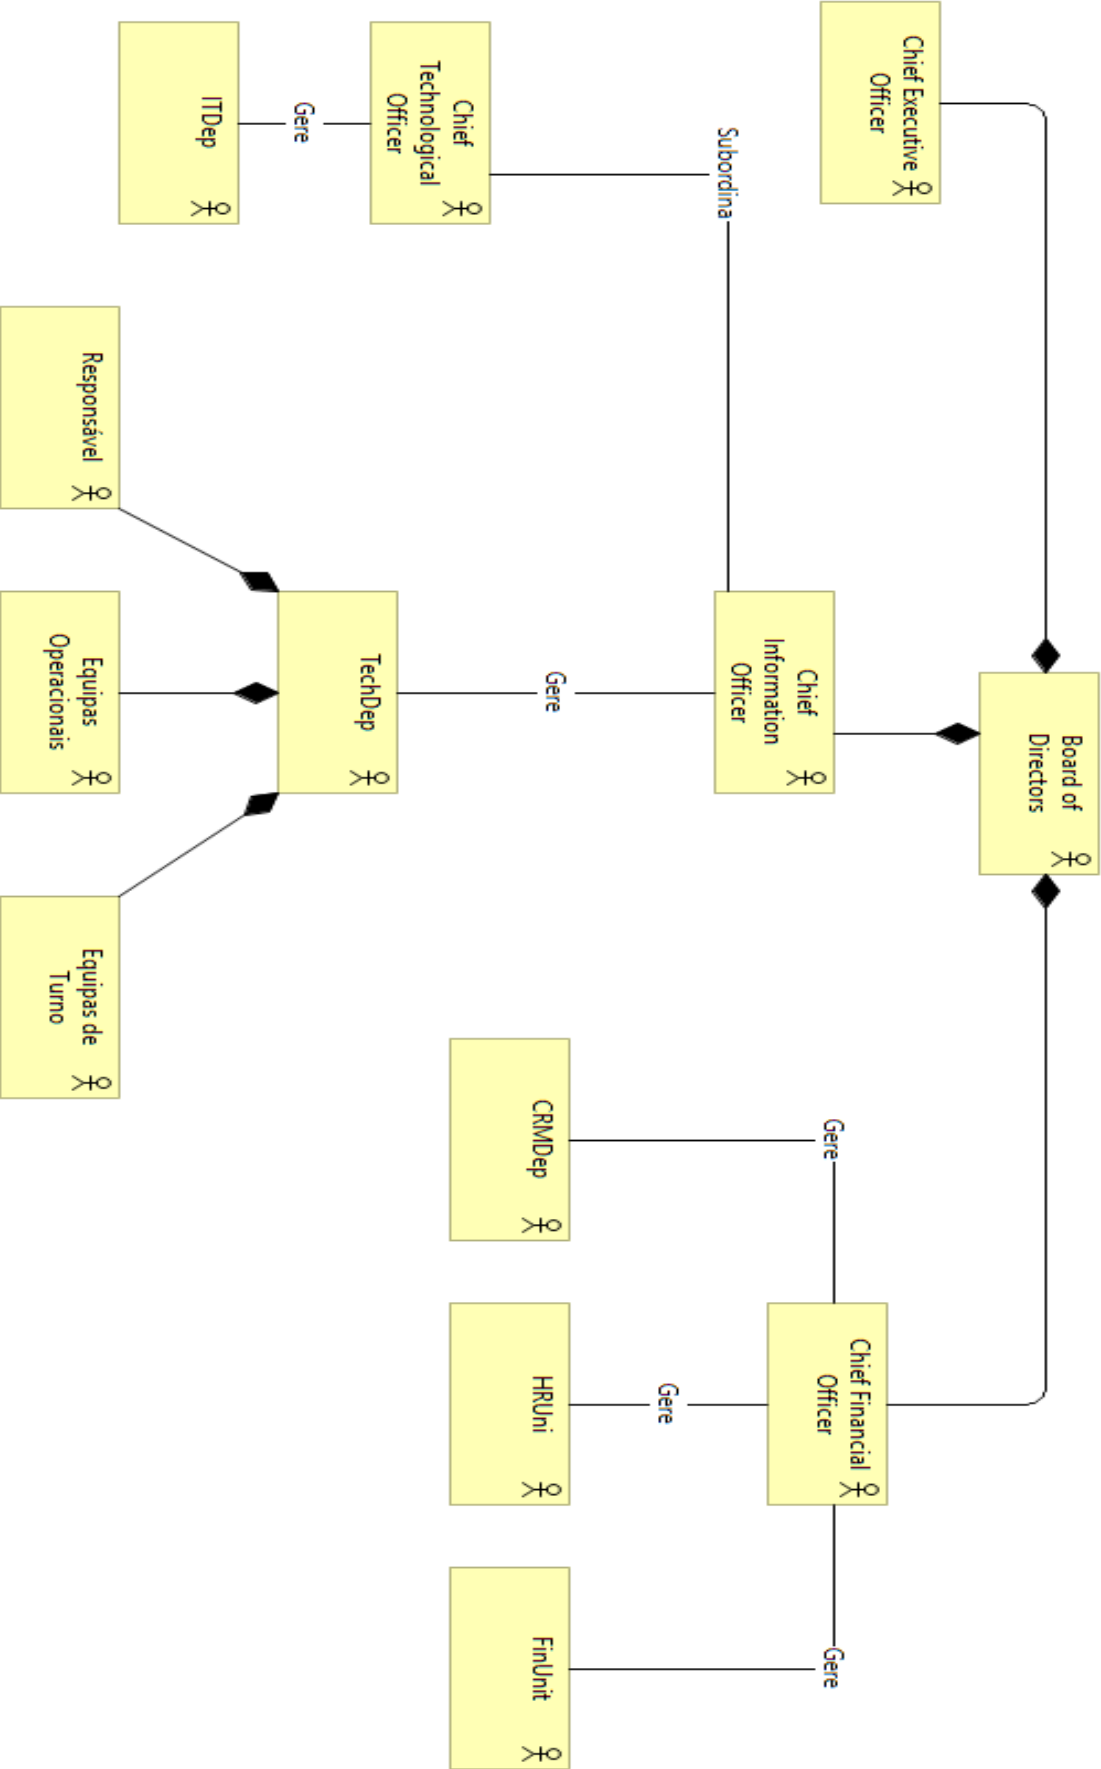 Board of
Directors
Chief Executive
Officer
Chief
Information
Officer
Chief Financial
Officer
Subordina
Gere
Gere
Chief
Technological
Officer
Gere
Gere
CRMDep
HRUni
FinUnit
Gere
TechDep
ITDep
Responsável
Equipas
Operacionais
Equipas de
Turno